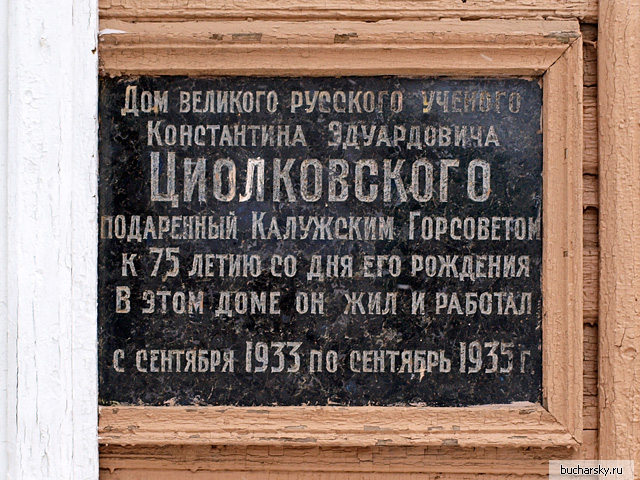 Дом великого русского ученого
Константина Эдуардовича
Циолковского
подаренный Калужским Горсоветом
к 75 летию со дня его рождения
В этом доме он жил и работал
с сентября 1933 по сентябрь 1935 г.
bucharsky.ru